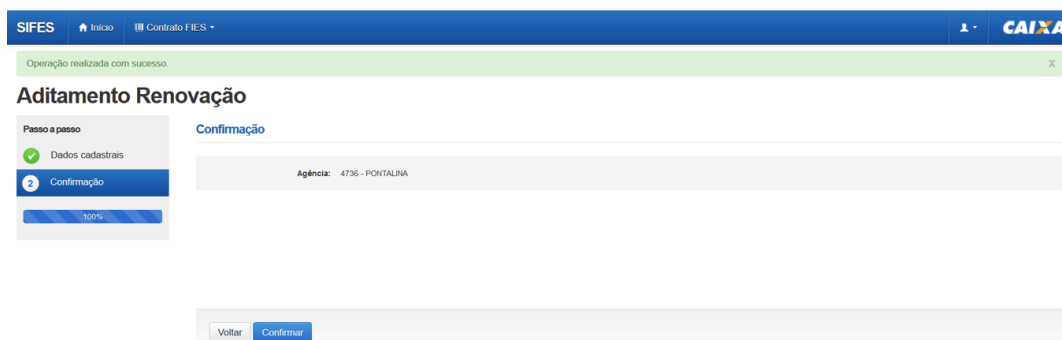 SIFES Início Contrato FIES CAIXA
Operação realizada com sucesso. X
Aditamento Renovação
Passo a passo
Dados cadastrais
2 Confirmação
100%
Confirmação
Agência: 4736 - PONTALINA
Voltar Confirmar